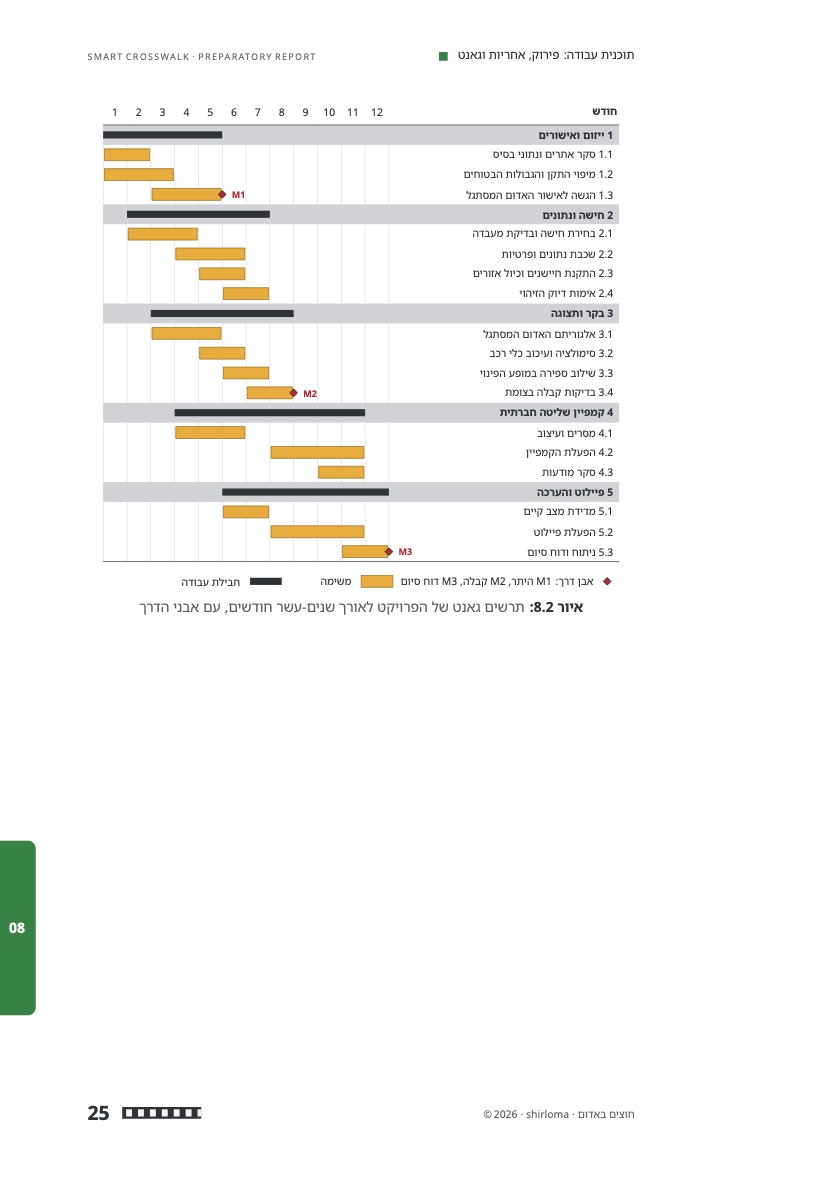 תוכנית עבודה: פירוק, אחריות וגאנט
SMART CROSSWALK · PREPARATORY REPORT
חודש
1 2 3 4 5 6 7 8 9 10 11 12
1 ייזום ואישורים
1.1 סקר אתרים ונתוני בסיס
1.2 מיפוי התקן והגבולות הבטוחים
1.3 הגשה לאישור האדום המסתגל
M1
2 חישה ונתונים
2.1 בחירת חישה ובדיקת מעבדה
2.2 שכבת נתונים ופרטיות
2.3 התקנת חיישנים וכיול אזורים
2.4 אימות דיוק הזיהוי
3 בקר ותצוגה
3.1 אלגוריתם האדום המסתגל
3.2 סימולציה ועיכוב כלי רכב
3.3 שילוב ספירה במופע הפינוי
3.4 בדיקות קבלה בצומת
M2
4 קמפיין שליטה חברתית
4.1 מסרים ועיצוב
4.2 הפעלת הקמפיין
4.3 סקר מודעות
5 פיילוט והערכה
5.1 מדידת מצב קיים
5.2 הפעלת פיילוט
5.3 ניתוח ודוח סיום
M3
אבן דרך: M1 היתר, M2 קבלה, M3 דוח סיום משימה חבילת עבודה
איור 8.2: תרשים גאנט של הפרויקט לאורך שנים-עשר חודשים, עם אבני הדרך
08
חוצים באדום · shirloma · 2026 ©
25